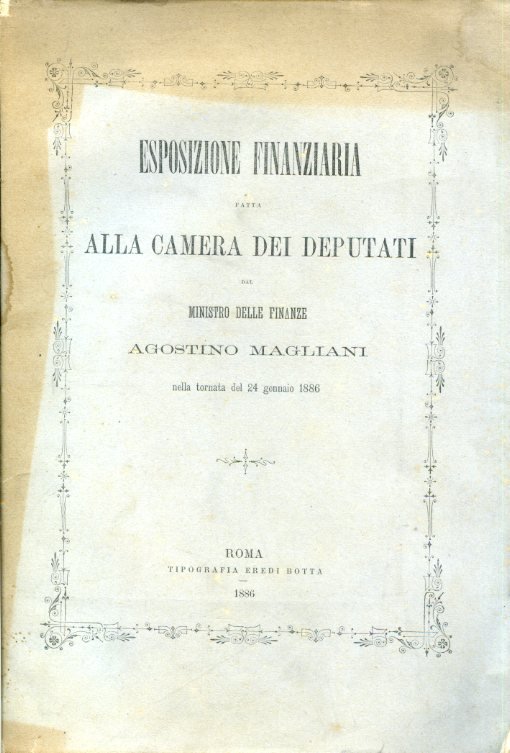 ESPOSIZIONE FINANZIARIA
FATTA
ALLA CAMERA DEI DEPUTATI
DAL
MINISTRO DELLE FINANZE
AGOSTINO MAGLIANI
nella tornata del 24 gennaio 1886
ROMA
TIPOGRAFIA EREDI BOTTA
1886